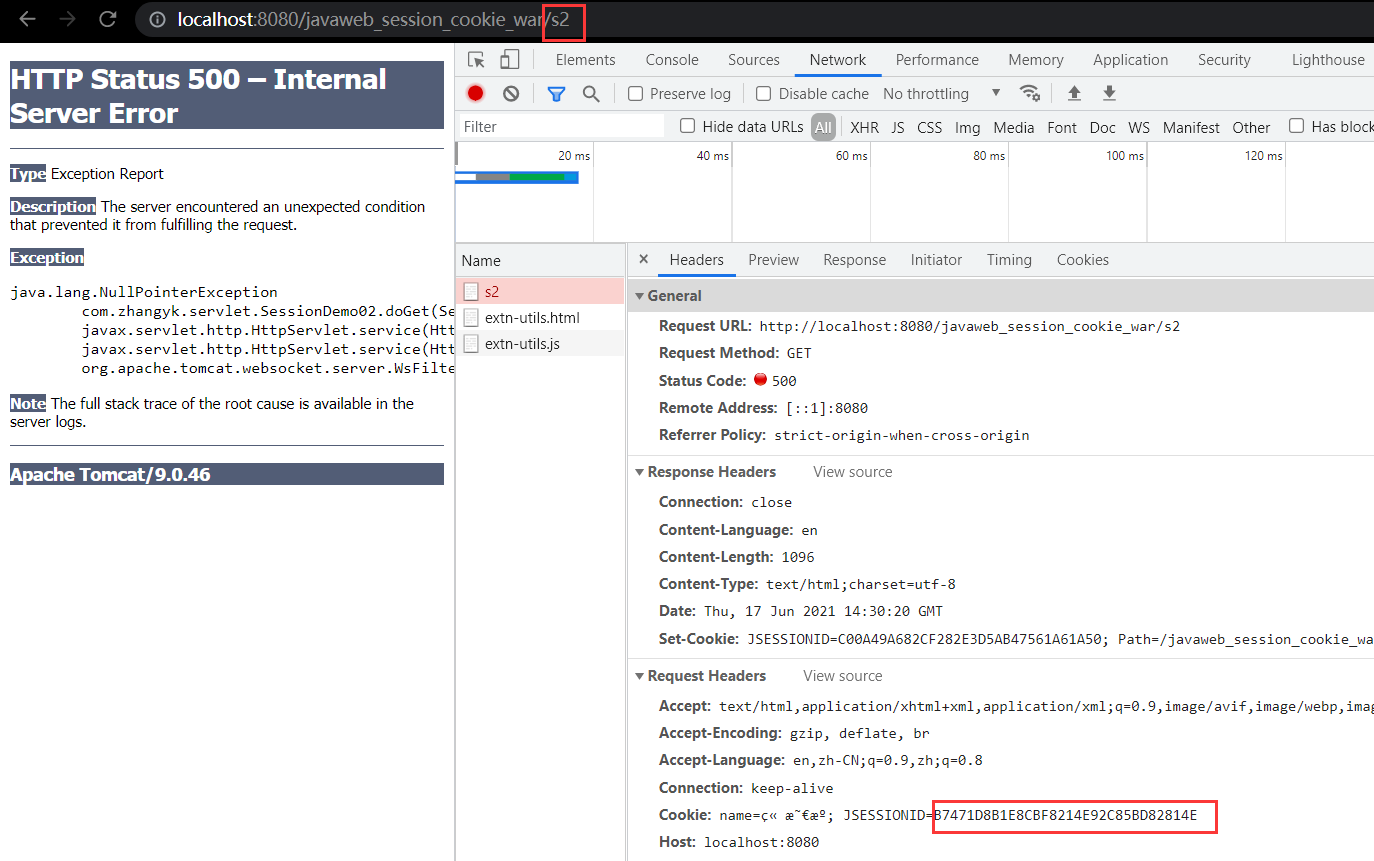 localhost:8080/javaweb_session_cookie_war/s2
HTTP Status 500 – Internal
Server Error
Type Exception Report
Description The server encountered an unexpected condition
that prevented it from fulfilling the request.
Exception
java.lang.NullPointerException
com.zhangyk.servlet.SessionDemo02.doGet(Se
javax.servlet.http.HttpServlet.service(Htt
javax.servlet.http.HttpServlet.service(Htt
org.apache.tomcat.websocket.server.WsFilte
Note The full stack trace of the root cause is available in the
server logs.
Apache Tomcat/9.0.46
Elements Console Sources Network Performance Memory Application Security Lighthouse
Preserve log Disable cache No throttling
Filter Hide data URLs All XHR JS CSS Img Media Font Doc WS Manifest Other Has block
20 ms 40 ms 60 ms 80 ms 100 ms 120 ms
Name
s2
extn-utils.html
extn-utils.js
× Headers Preview Response Initiator Timing Cookies
General
Request URL: http://localhost:8080/javaweb_session_cookie_war/s2
Request Method: GET
Status Code: 500
Remote Address: [::1]:8080
Referrer Policy: strict-origin-when-cross-origin
Response Headers View source
Connection: close
Content-Language: en
Content-Length: 1096
Content-Type: text/html;charset=utf-8
Date: Thu, 17 Jun 2021 14:30:20 GMT
Set-Cookie: JSESSIONID=C00A49A682CF282E3D5AB47561A61A50; Path=/javaweb_session_cookie_wa
Request Headers View source
Accept: text/html,application/xhtml+xml,application/xml;q=0.9,image/avif,image/webp,imag
Accept-Encoding: gzip, deflate, br
Accept-Language: en,zh-CN;q=0.9,zh;q=0.8
Connection: keep-alive
Cookie: name=ç« æ˜€æº; JSESSIONID=B7471D8B1E8CBF8214E92C85BD82814E
Host: localhost:8080